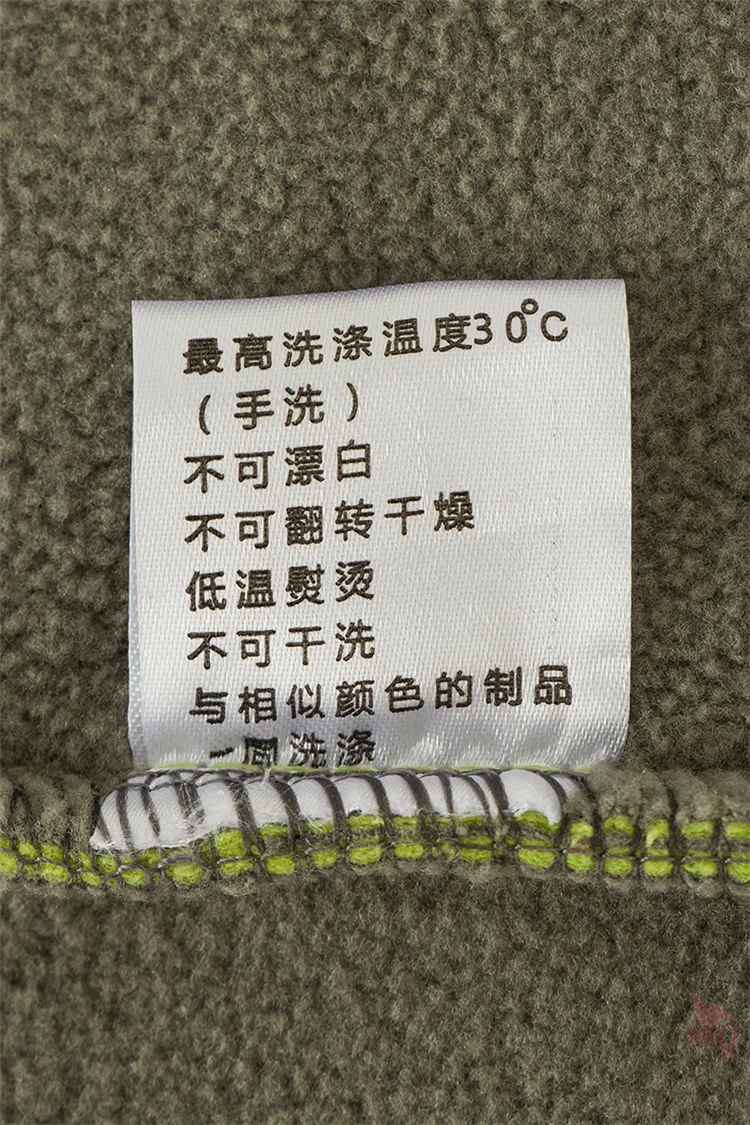 最高洗涤温度30℃
（手洗）
不可漂白
不可翻转干燥
低温熨烫
不可干洗
与相似颜色的制品
一同洗涤